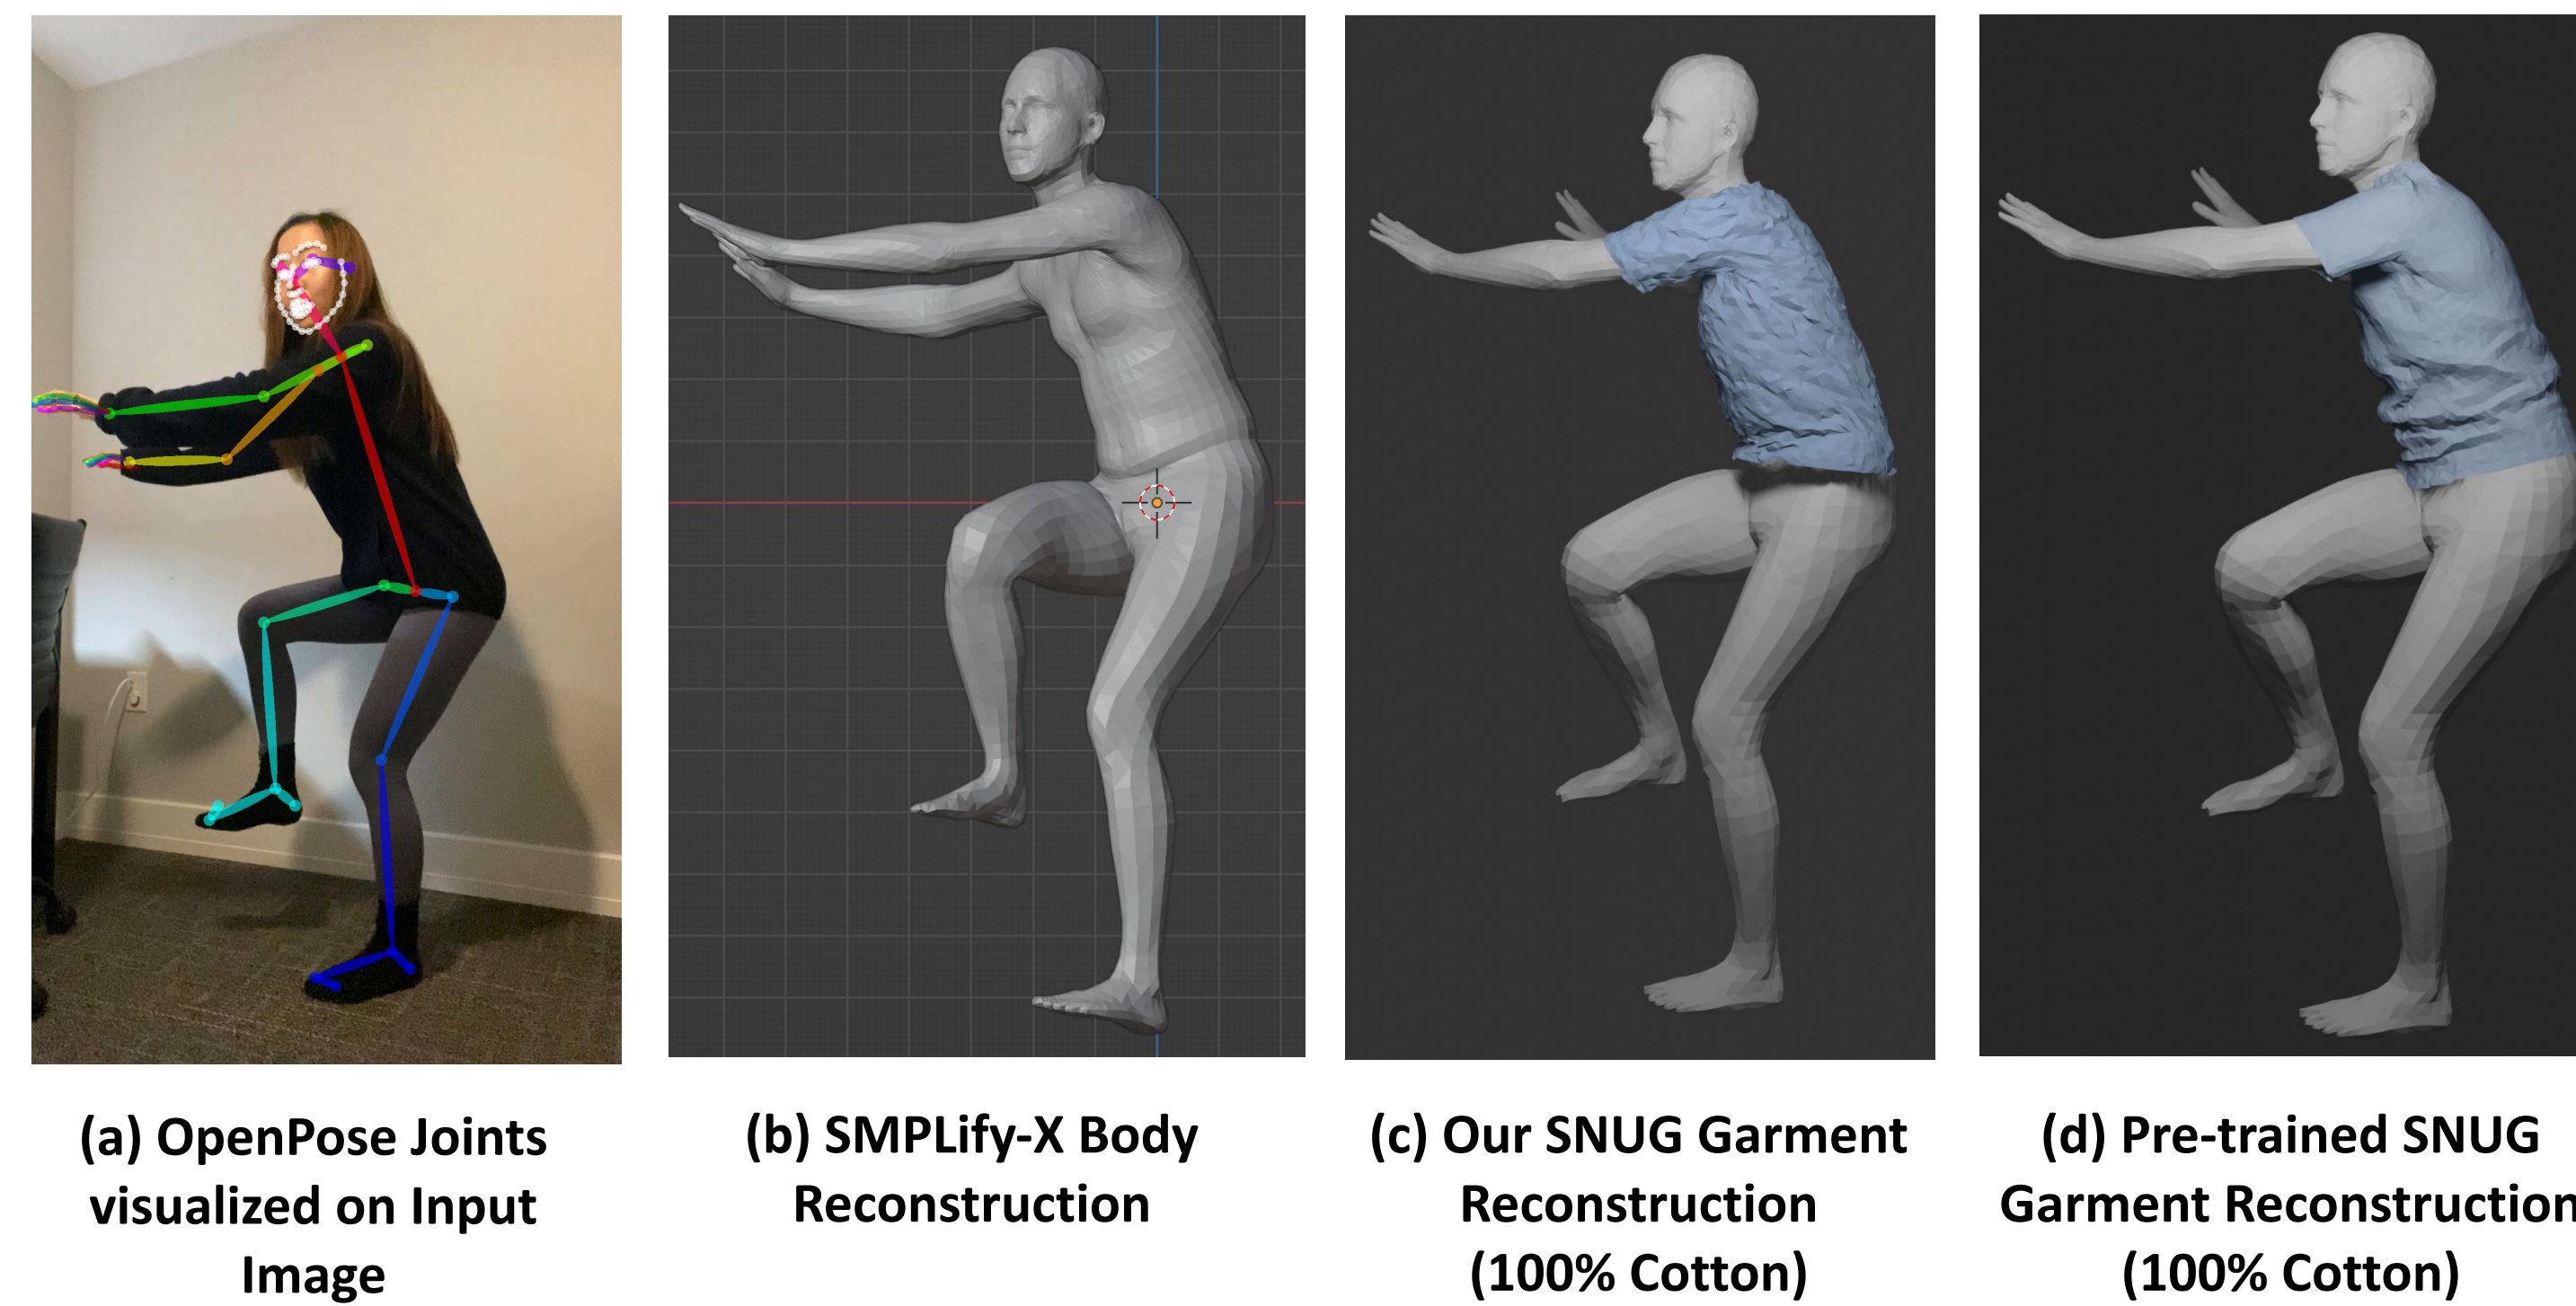 (a) OpenPose Joints
visualized on Input
Image
(b) SMPLify-X Body
Reconstruction
(c) Our SNUG Garment
Reconstruction
(100% Cotton)
(d) Pre-trained SNUG
Garment Reconstruction
(100% Cotton)